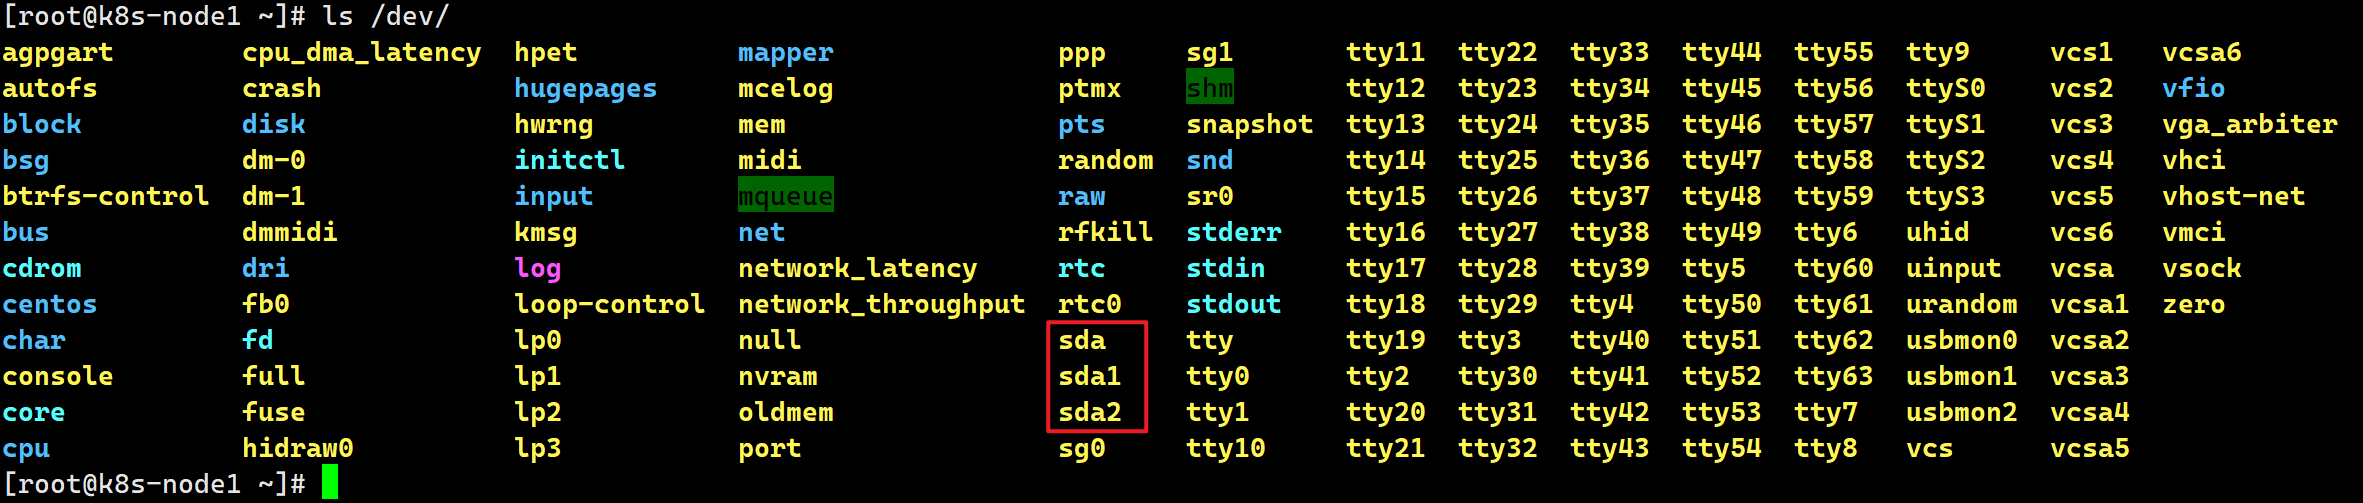 [root@k8s-node1 ~]# ls /dev/
agpgart cpu_dma_latency hpet mapper ppp sg1 tty11 tty22 tty33 tty44 tty55 tty9 vcs1 vcsa6
autofs crash hugepages mcelog ptmx shm tty12 tty23 tty34 tty45 tty56 ttyS0 vcs2 vfio
block disk hwrng mem pts snapshot tty13 tty24 tty35 tty46 tty57 ttyS1 vcs3 vga_arbiter
bsg dm-0 initctl midi random snd tty14 tty25 tty36 tty47 tty58 ttyS2 vcs4 vhci
btrfs-control dm-1 input mqueue raw sr0 tty15 tty26 tty37 tty48 tty59 ttyS3 vcs5 vhost-net
bus dmmidi kmsg net rfkill stderr tty16 tty27 tty38 tty49 tty6 uhid vcs6 vmci
cdrom dri log network_latency rtc stdin tty17 tty28 tty39 tty5 tty60 uinput vcsa vsock
centos fb0 loop-control network_throughput rtc0 stdout tty18 tty29 tty4 tty50 tty61 urandom vcsa1 zero
char fd lp0 null sda tty tty19 tty3 tty40 tty51 tty62 usbmon0 vcsa2
console full lp1 nvram sda1 tty0 tty2 tty30 tty41 tty52 tty63 usbmon1 vcsa3
core fuse lp2 oldmem sda2 tty1 tty20 tty31 tty42 tty53 tty7 usbmon2 vcsa4
cpu hidraw0 lp3 port sg0 tty10 tty21 tty32 tty43 tty54 tty8 vcs vcsa5
[root@k8s-node1 ~]#